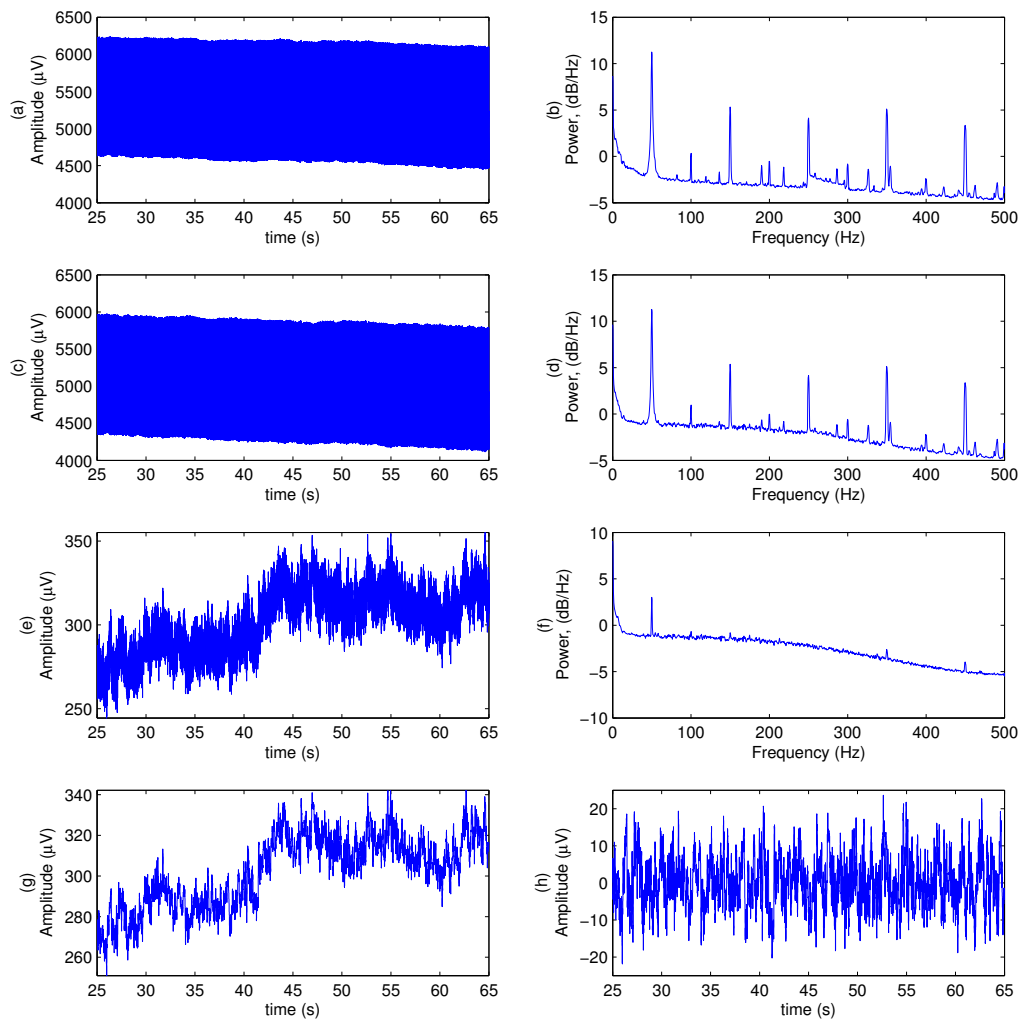 6500
6000
5500
5000
4500
4000
(a)
Amplitude (μV)
25 30 35 40 45 50 55 60 65
time (s)
15
10
5
0
−5
(b)
Power, (dB/Hz)
0 100 200 300 400 500
Frequency (Hz)
6500
6000
5500
5000
4500
4000
(c)
Amplitude (μV)
25 30 35 40 45 50 55 60 65
time (s)
15
10
5
0
−5
(d)
Power, (dB/Hz)
0 100 200 300 400 500
Frequency (Hz)
350
300
250
(e)
Amplitude (μV)
25 30 35 40 45 50 55 60 65
time (s)
10
5
0
−5
−10
(f)
Power, (dB/Hz)
0 100 200 300 400 500
Frequency (Hz)
340
320
300
280
260
(g)
Amplitude (μV)
25 30 35 40 45 50 55 60 65
time (s)
20
10
0
−10
−20
(h)
Amplitude (μV)
25 30 35 40 45 50 55 60 65
time (s)